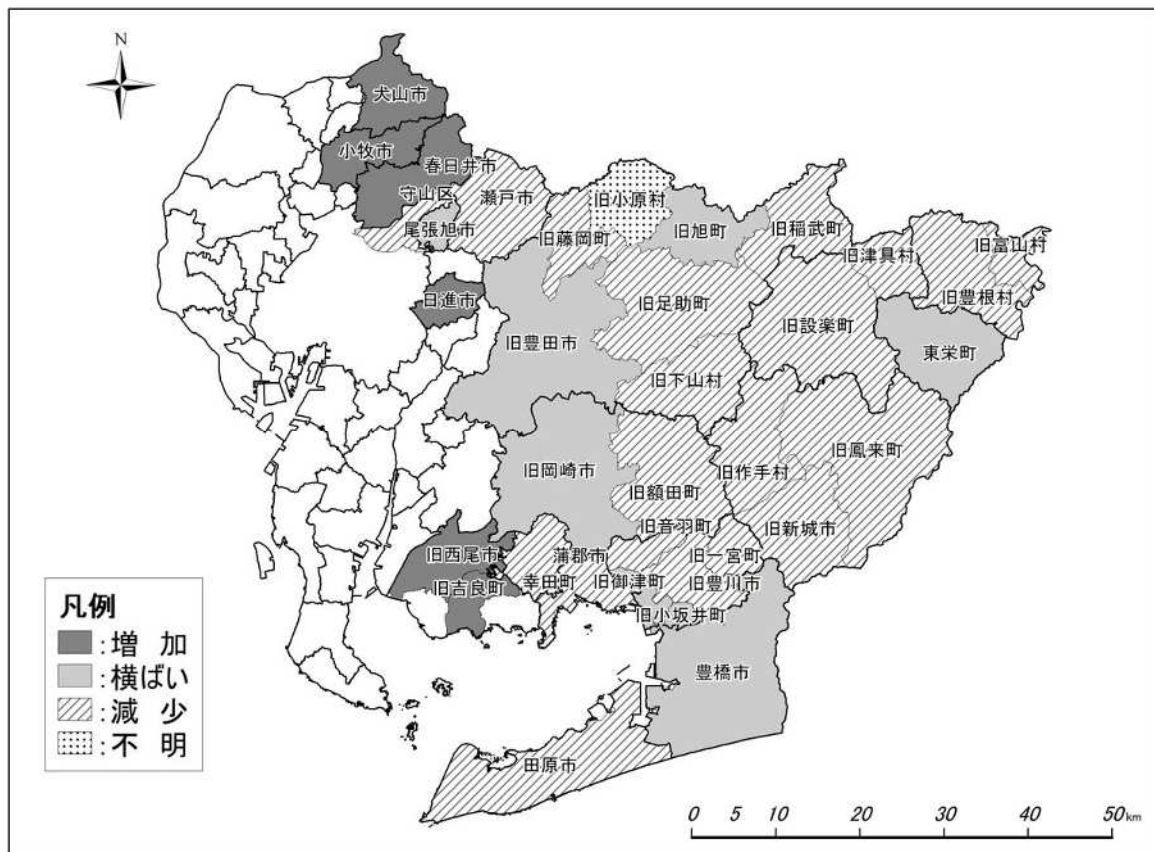 N
犬山市
小牧市
春日井市
守山区
瀬戸市
尾張旭市
旧小原村
旧藤岡町
旧旭町
旧稲武町
旧津具村
旧富山村
旧豊根村
日進市
旧豊田市
旧足助町
旧設楽町
東栄町
旧下山村
旧岡崎市
旧額田町
旧作手村
旧鳳来町
旧音羽町
旧新城市
旧西尾市
蒲郡市
旧一宮町
旧吉良町
幸田町
旧御津町
旧豊川市
旧小坂井町
豊橋市
田原市
凡例
:増 加
:横ばい
:減 少
:不 明
0 5 10 20 30 40 50 km